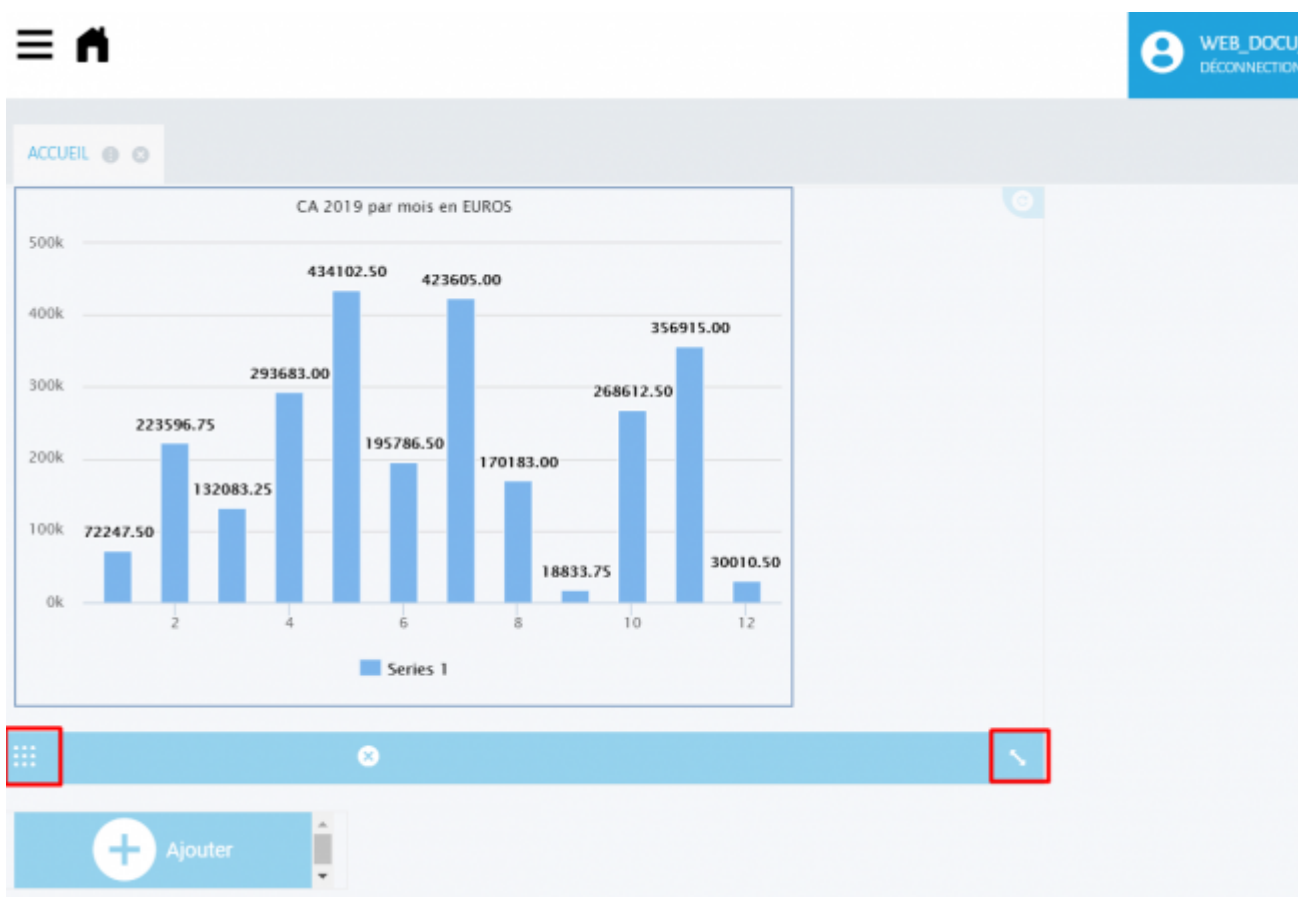 WEB_DOCU
DÉCONNECTION
ACCUEIL
CA 2019 par mois en EUROS
500k
434102.50
423605.00
400k
356915.00
293683.00
300k
268612.50
223596.75
195786.50
200k
170183.00
132083.25
100k
72247.50
18833.75
30010.50
0k
2 4 6 8 10 12
Series 1
Ajouter